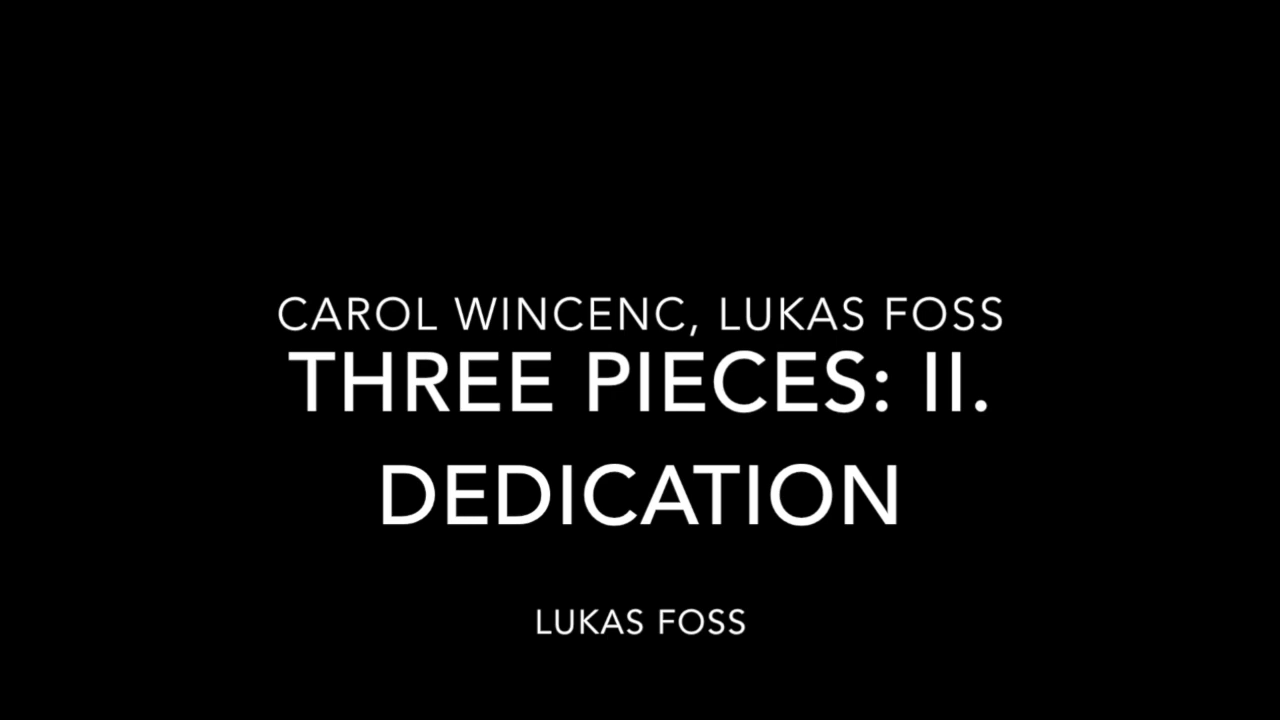 CAROL WINCENC, LUKAS FOSS
THREE PIECES: II.
DEDICATION
LUKAS FOSS